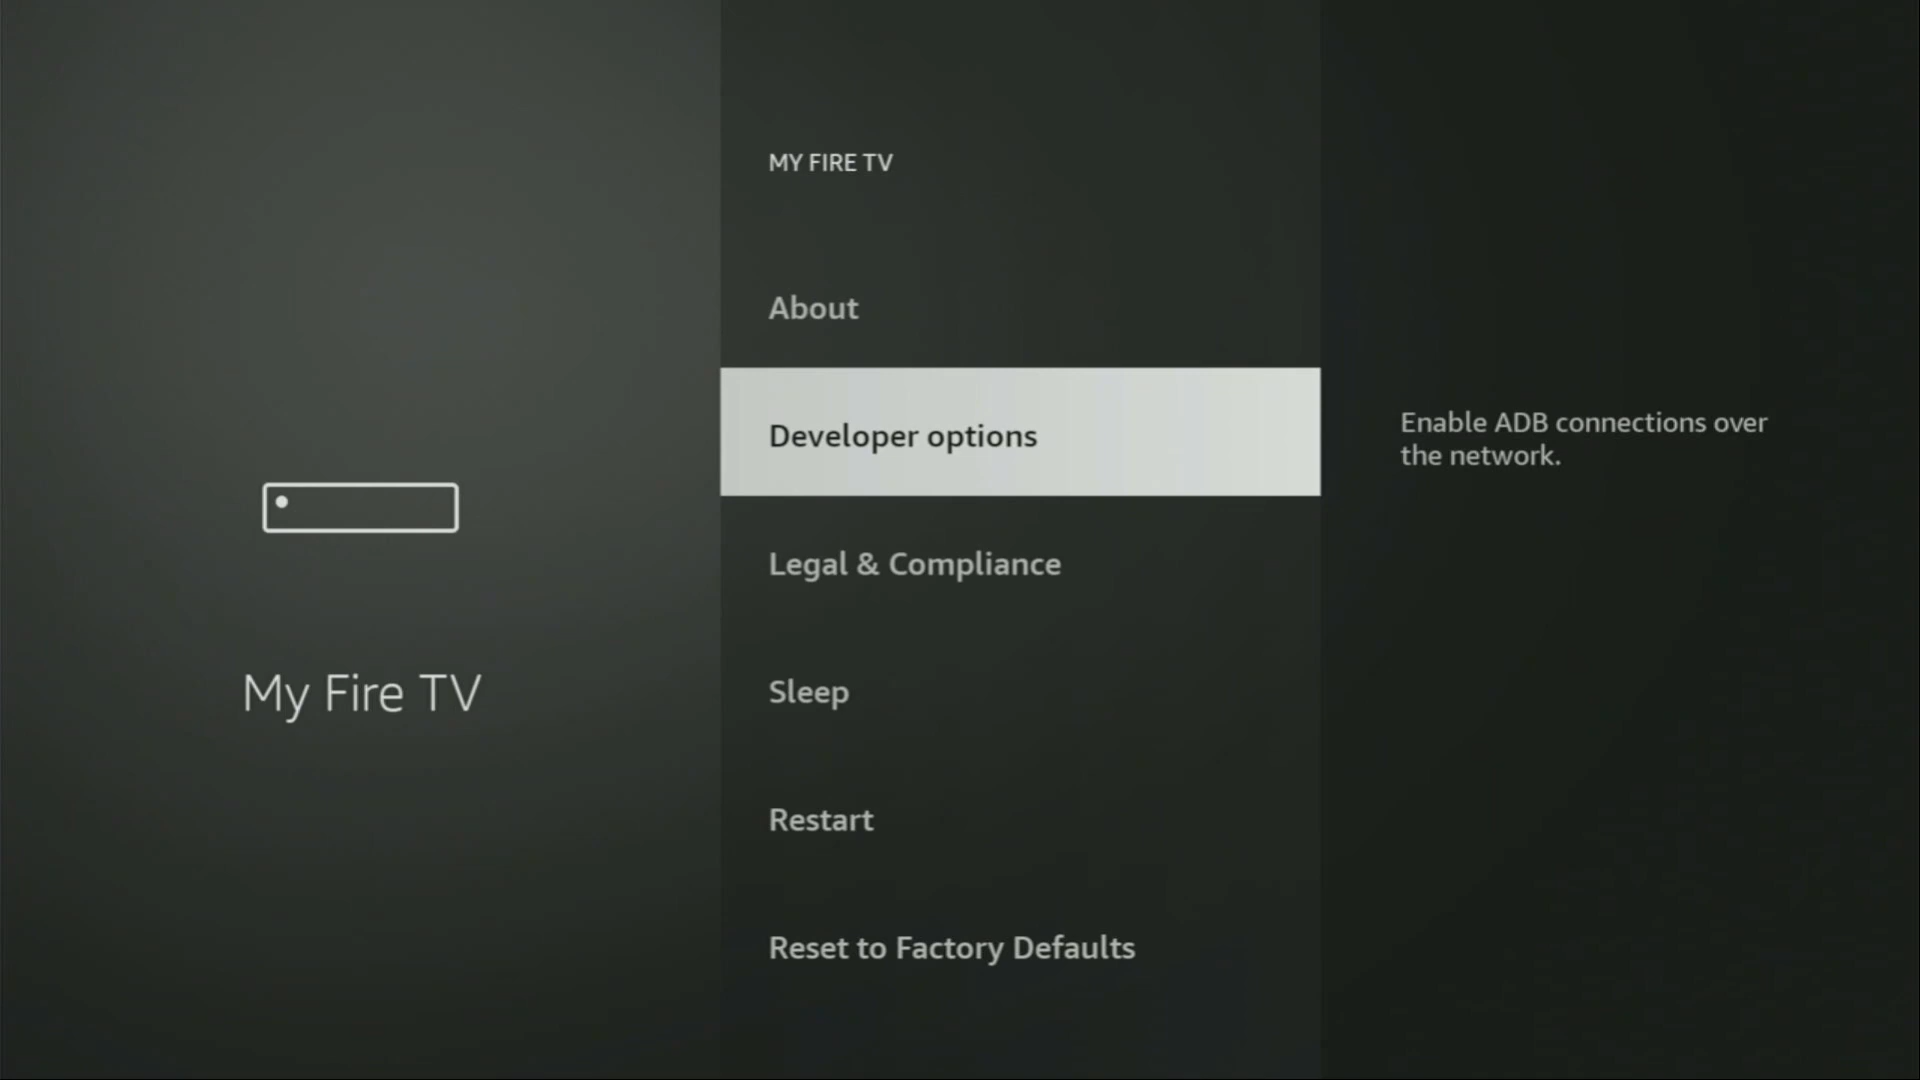 MY FIRE TV
About
Developer options
Enable ADB connections over
the network.
Legal & Compliance
Sleep
My Fire TV
Restart
Reset to Factory Defaults